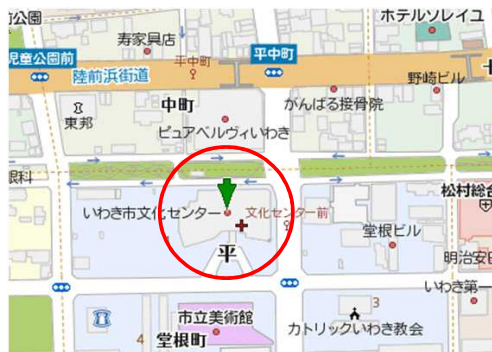 公園
ホテルソレイユ
寿家具店
児童公園前
平中町
平中町
陸前浜街道
野崎ビル
中町
がんばる接骨院
東邦
ピュアベルヴィいわき
眼科
松村総合
いわき市文化センター
文化センター前
堂根ビル
平
明治安田
いわき第一
市立美術館
3
カトリックいわき教会
4
堂根町